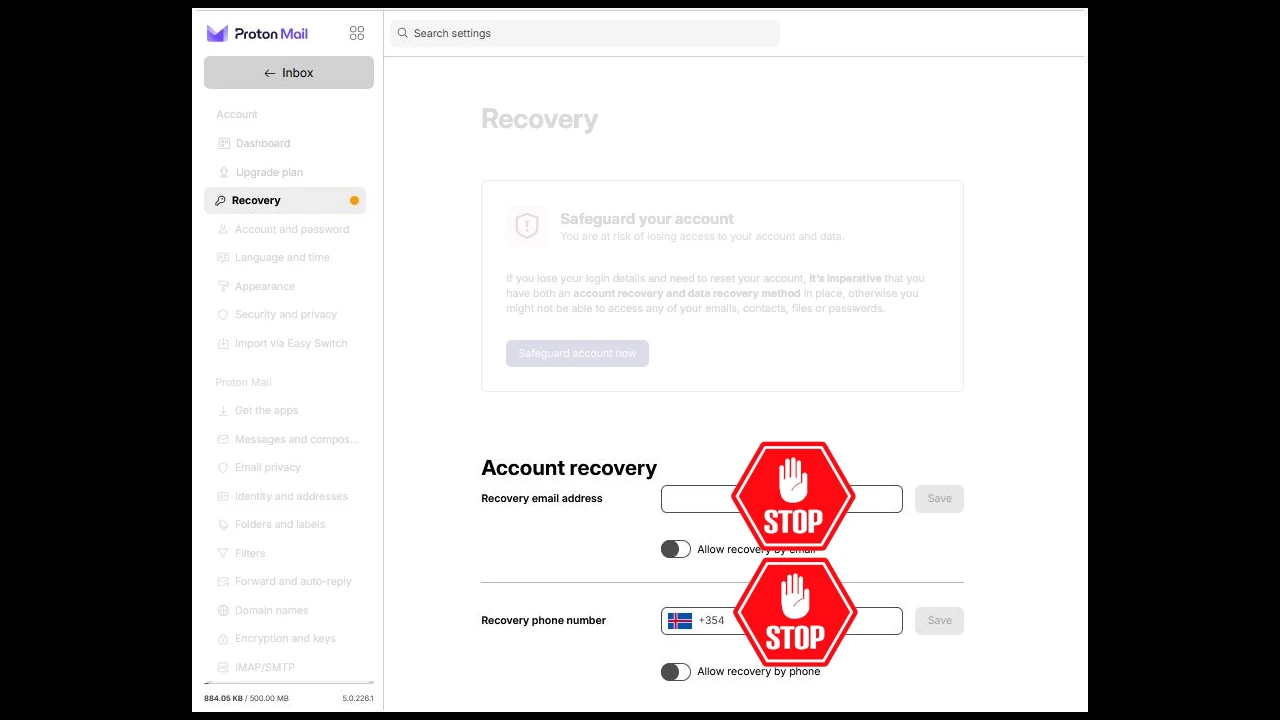 Proton Mail
Search settings
← Inbox
Account
Dashboard
Upgrade plan
Recovery
Account and password
Language and time
Appearance
Security and privacy
Import via Easy Switch
Proton Mail
Get the apps
Messages and compos...
Email privacy
Identity and addresses
Folders and labels
Filters
Forward and auto-reply
Domain names
Encryption and keys
IMAP/SMTP
884.05 KB / 500.00 MB
5.0.226.1
Recovery
Safeguard your account
You are at risk of losing access to your account and data.
If you lose your login details and need to reset your account, it's imperative that you
have both an account recovery and data recovery method in place, otherwise you
might not be able to access any of your emails, contacts, files or passwords.
Safeguard account now
Account recovery
Recovery email address
STOP
Save
Allow recovery by email
Recovery phone number
+354
STOP
Save
Allow recovery by phone